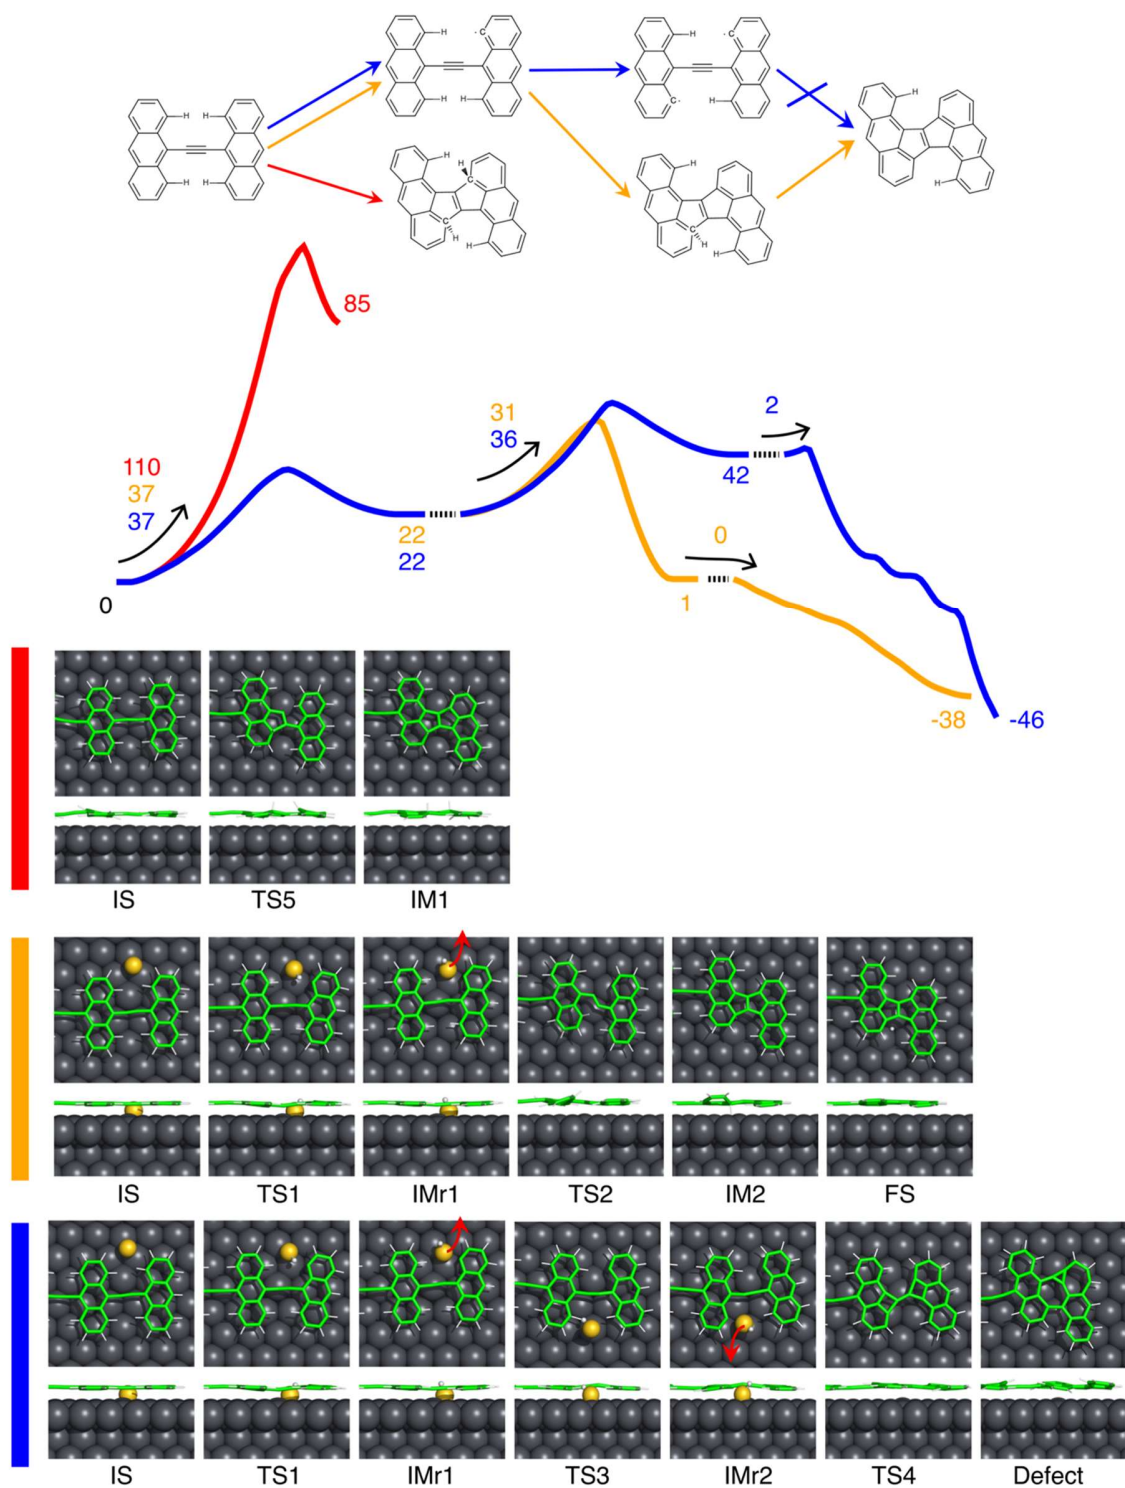 H
H
H
H
H
· C
H
H
H
· C
C ·
H
H
H
H
C
C
H
H
H
C
H
H
H
H
85
110
37
37
0
22
22
31
36
2
42
0
1
-38
-46
IS
TS5
IM1
IS
TS1
IMr1
TS2
IM2
FS
IS
TS1
IMr1
TS3
IMr2
TS4
Defect